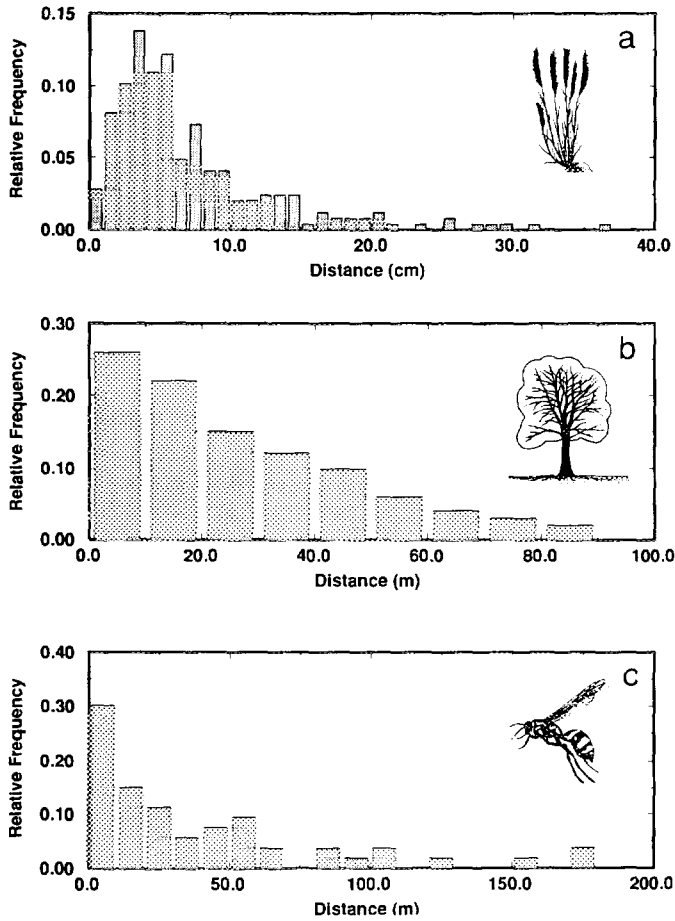 0.15
a
0.10
0.05
0.00
Relative Frequency
0.0 10.0 20.0 30.0 40.0
Distance (cm)
0.30
b
0.20
0.10
0.00
Relative Frequency
0.0 20.0 40.0 60.0 80.0 100.0
Distance (m)
0.40
c
0.30
0.20
0.10
0.00
Relative Frequency
0.0 50.0 100.0 150.0 200.0
Distance (m)